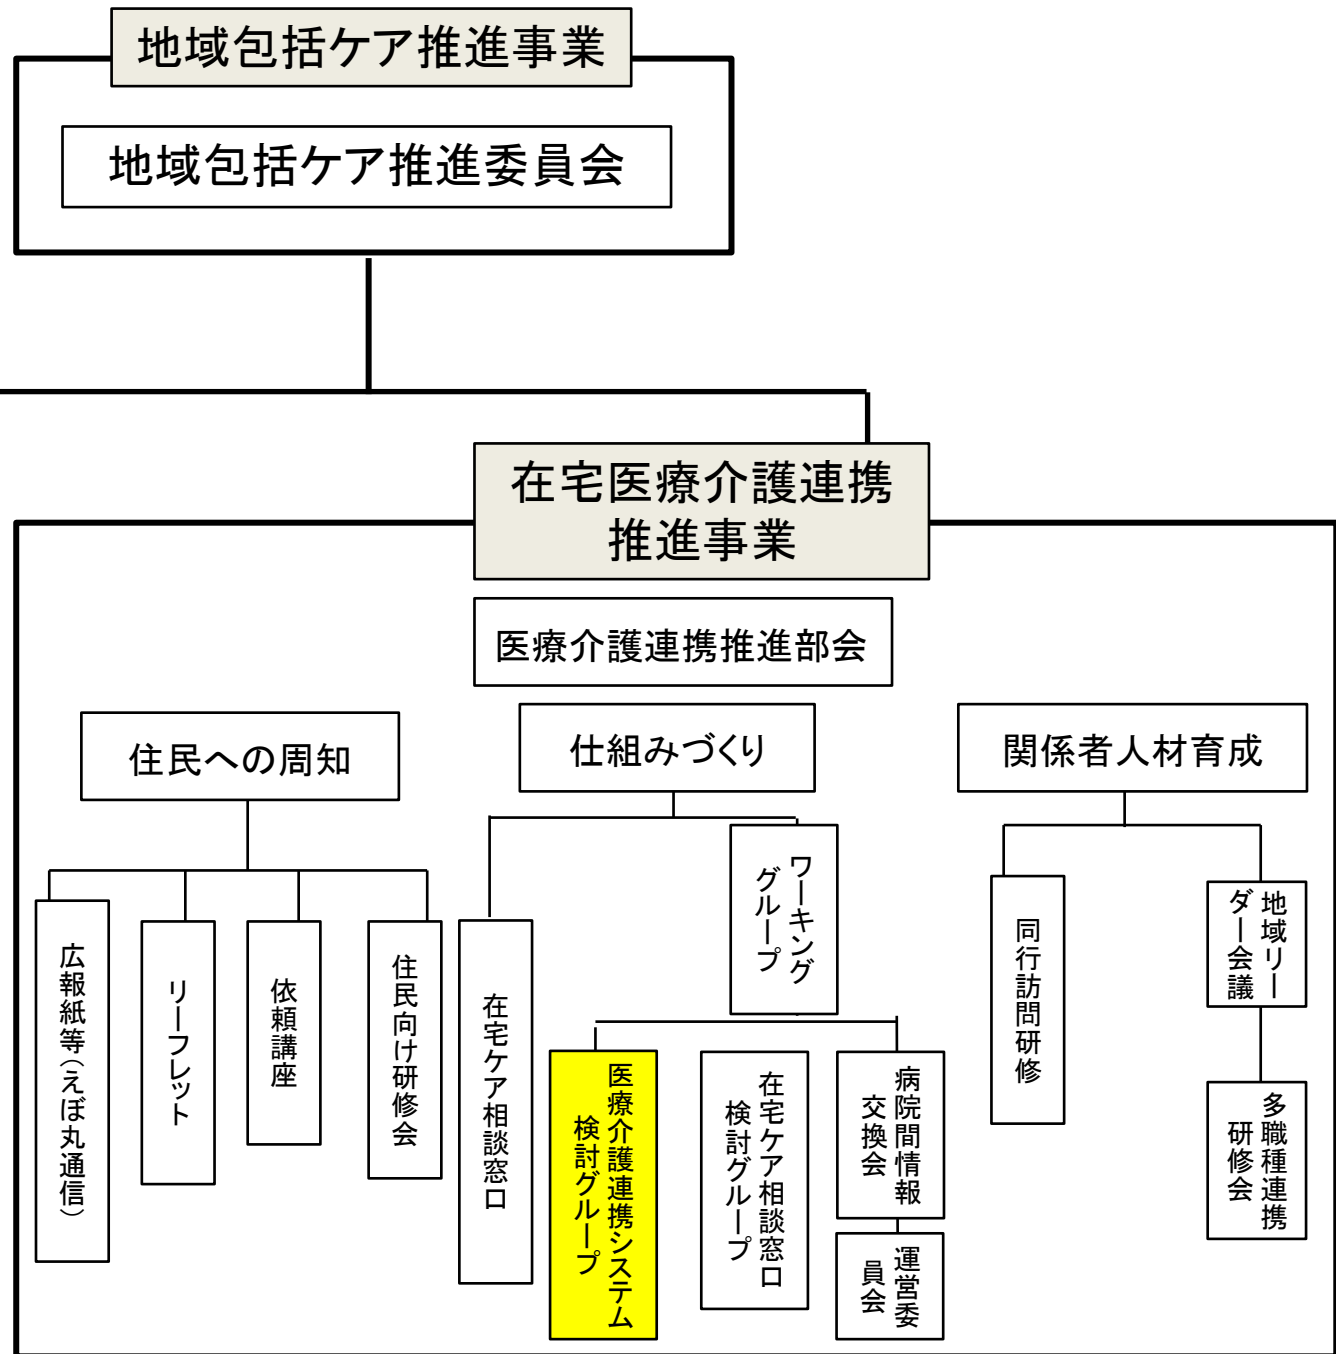 地域包括ケア推進事業
地域包括ケア推進委員会
在宅医療介護連携
推進事業
医療介護連携推進部会
住民への周知
仕組みづくり
関係者人材育成
広報紙等(えぼ丸通信)
リーフレット
依頼講座
住民向け研修会
在宅ケア相談窓口
ワーキング
グループ
医療介護連携システム
検討グループ
在宅ケア相談窓口
検討グループ
病院間情報
交換会
運営委
員会
同行訪問研修
地域リー
ダー会議
多職種連携
研修会